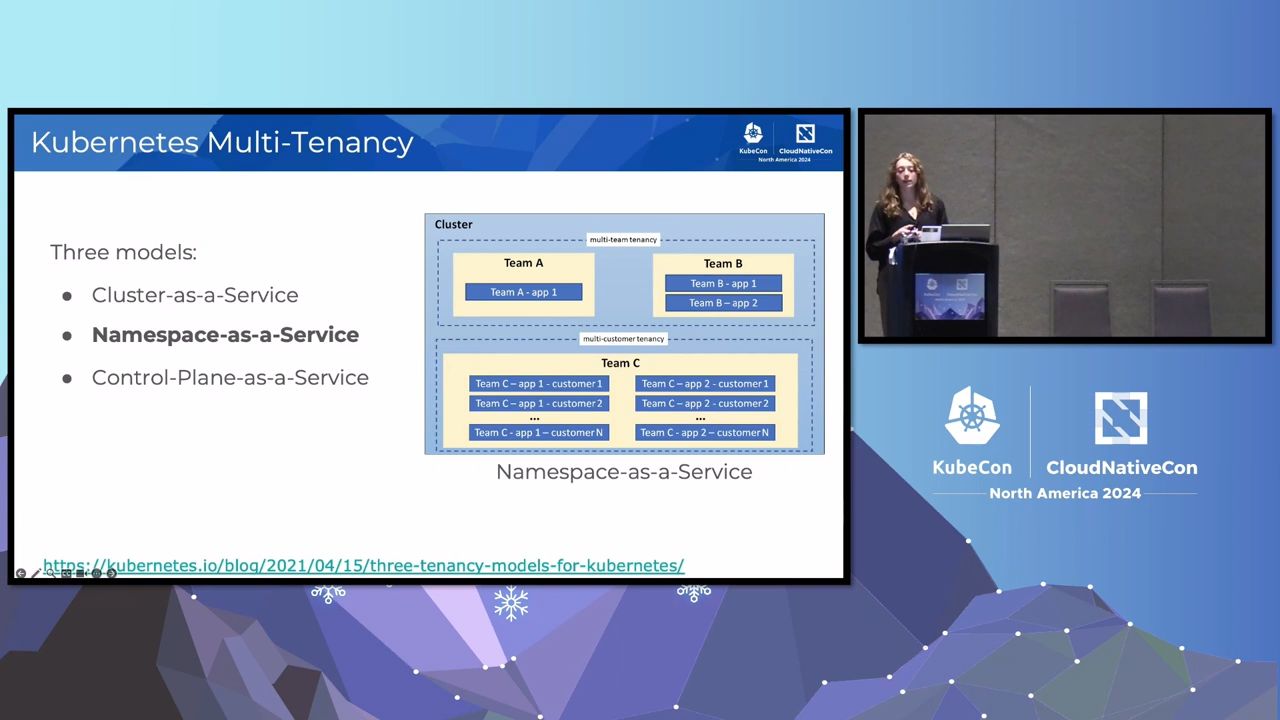 Kubernetes Multi-Tenancy
KubeCon
CloudNativeCon
North America 2024
Three models:
● Cluster-as-a-Service
● Namespace-as-a-Service
● Control-Plane-as-a-Service
Cluster
multi-team tenancy
Team A
Team A - app 1
Team B
Team B - app 1
Team B – app 2
multi-customer tenancy
Team C
Team C – app 1 - customer 1
Team C – app 1 - customer 2
...
Team C - app 1 – customer N
Team C – app 2 - customer 1
Team C – app 2 - customer 2
...
Team C - app 2 – customer N
Namespace-as-a-Service
https://kubernetes.io/blog/2021/04/15/three-tenancy-models-for-kubernetes/
KubeCon
CloudNativeCon
North America 2024